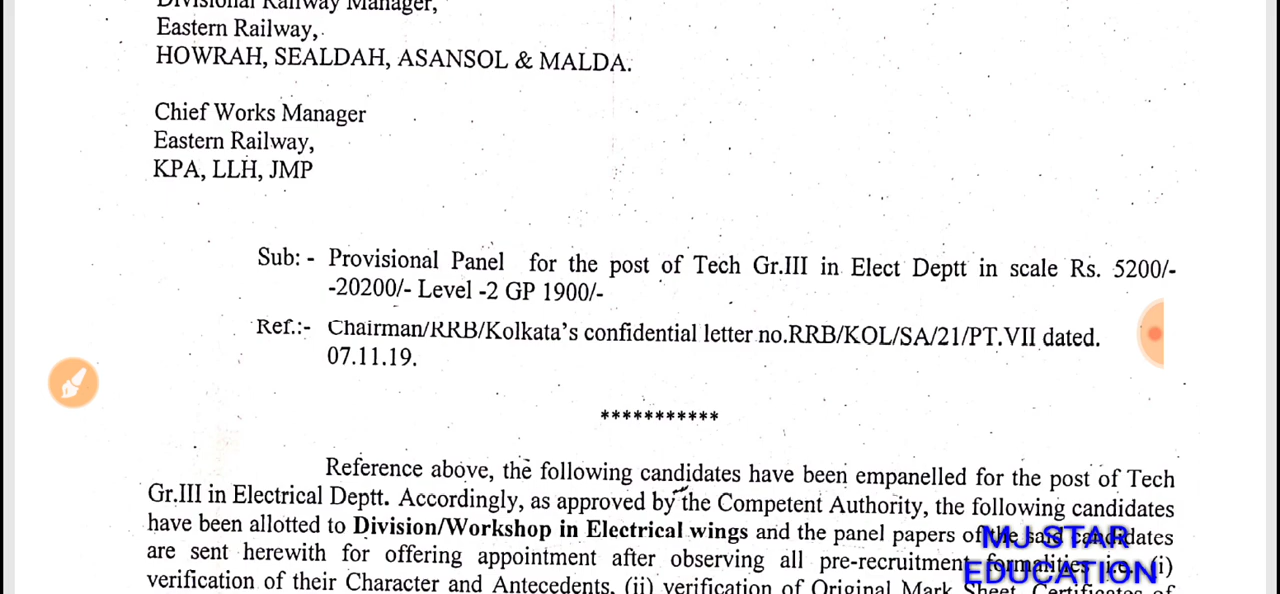 Divisional Railway Manager,
Eastern Railway,
HOWRAH, SEALDAH, ASANSOL & MALDA.
Chief Works Manager
Eastern Railway,
KPA, LLH, JMP
Sub: - Provisional Panel for the post of Tech Gr.III in Elect Deptt in scale Rs. 5200/-
-20200/- Level -2 GP 1900/-
Ref.:- Chairman/RRB/Kolkata's confidential letter no.RRB/KOL/SA/21/PT.VII dated.
07.11.19.
***********
Reference above, the following candidates have been empanelled for the post of Tech
Gr.III in Electrical Deptt. Accordingly, as approved by the Competent Authority, the following candidates
have been allotted to Division/Workshop in Electrical wings and the panel papers of the said candidates
are sent herewith for offering appointment after observing all pre-recruitment formalities i.e. (i)
verification of their Character and Antecedents, (ii) verification of Original Mark Sheet, Certificates of
MJ STAR
EDUCATION